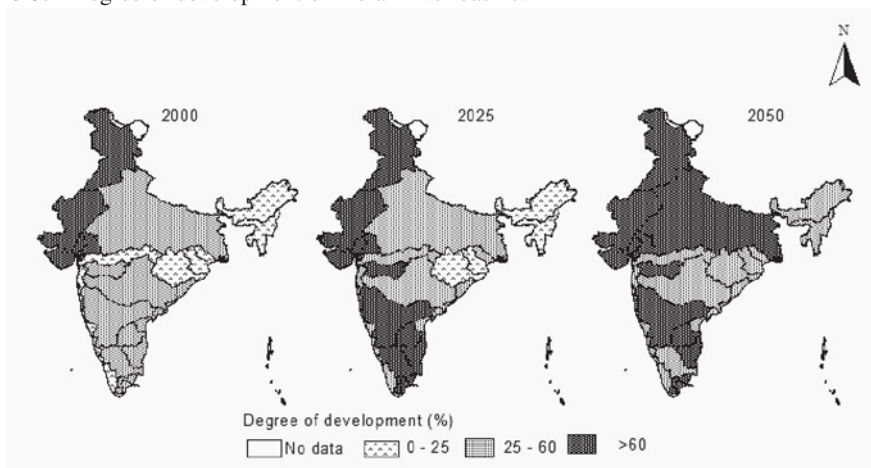 N
2000
2025
2050
Degree of development (%)
No data 0 - 25 25 - 60 >60